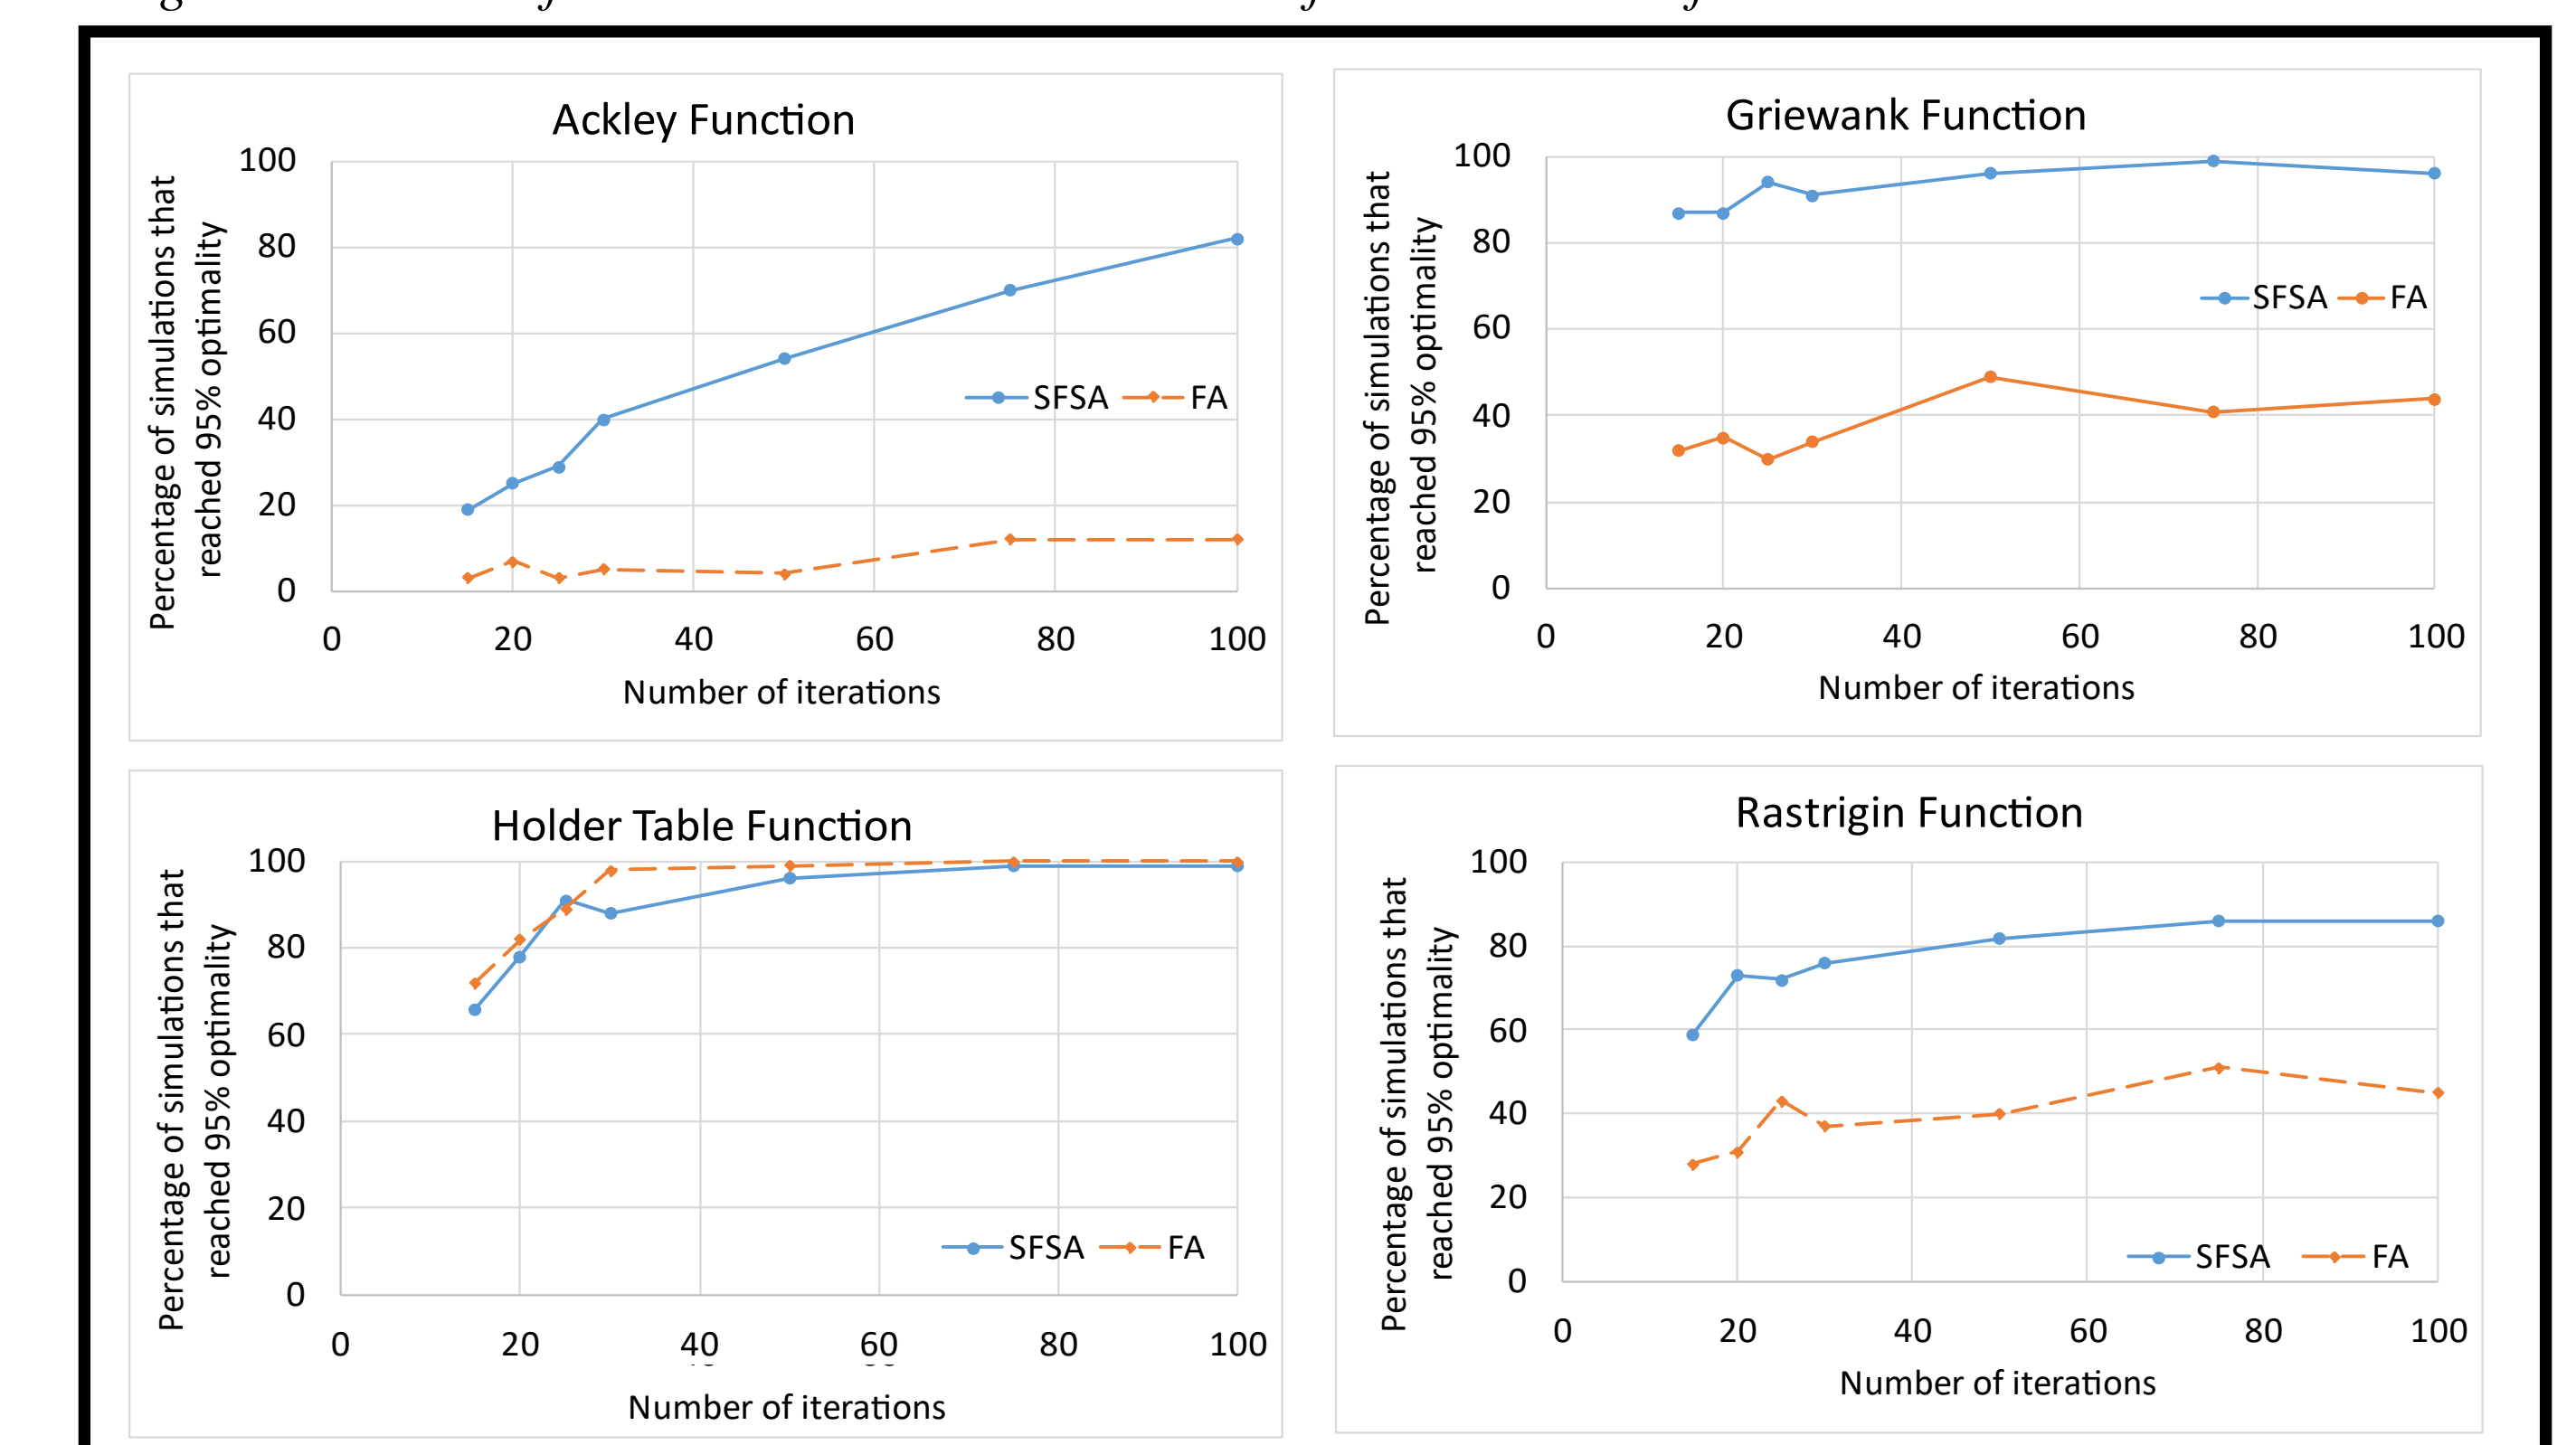 Ackley Function
Percentage of simulations that
reached 95% optimality
100
80
60
40
20
0
SFSA FA
0 20 40 60 80 100
Number of iterations
Griewank Function
Percentage of simulations that
reached 95% optimality
100
80
60
40
20
0
SFSA FA
0 20 40 60 80 100
Number of iterations
Holder Table Function
Percentage of simulations that
reached 95% optimality
100
80
60
40
20
0
SFSA FA
0 20 40 60 80 100
Number of iterations
Rastrigin Function
Percentage of simulations that
reached 95% optimality
100
80
60
40
20
0
SFSA FA
0 20 40 60 80 100
Number of iterations